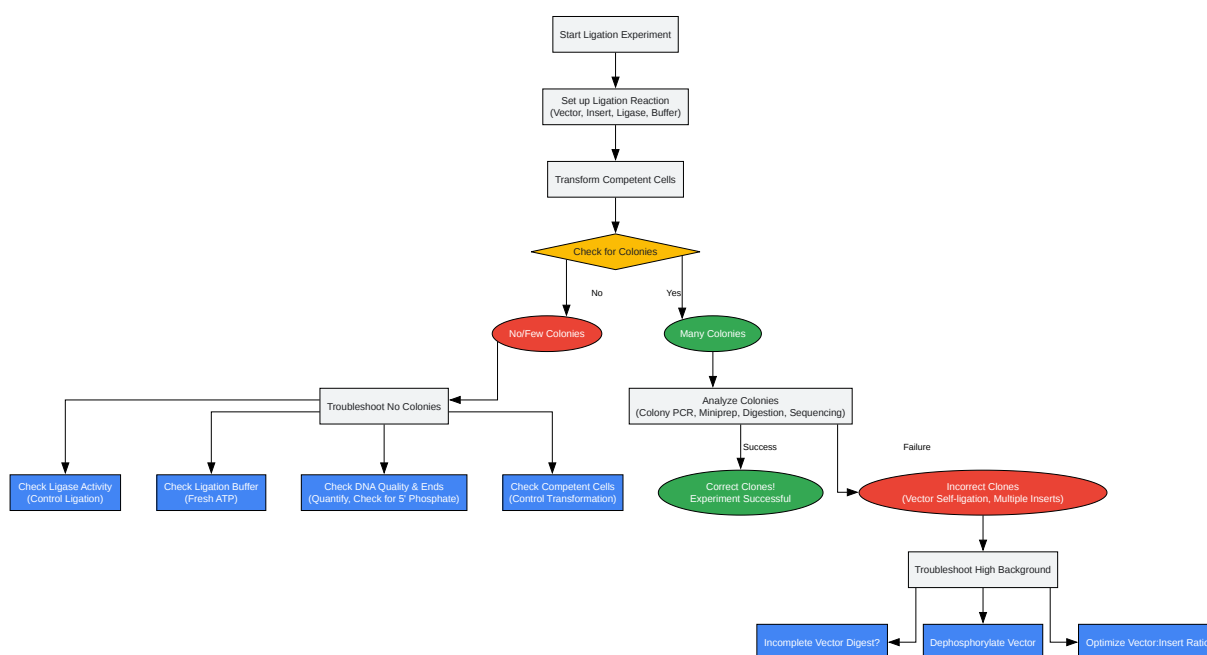 Start Ligation Experiment
Set up Ligation Reaction
(Vector, Insert, Ligase, Buffer)
Transform Competent Cells
Check for Colonies
No
Yes
No/Few Colonies
Many Colonies
Troubleshoot No Colonies
Analyze Colonies
(Colony PCR, Miniprep, Digestion, Sequencing)
Success
Failure
Check Ligase Activity
(Control Ligation)
Check Ligation Buffer
(Fresh ATP)
Check DNA Quality & Ends
(Quantify, Check for 5' Phosphate)
Check Competent Cells
(Control Transformation)
Correct Clones!
Experiment Successful
Incorrect Clones
(Vector Self-ligation, Multiple Inserts)
Troubleshoot High Background
Incomplete Vector Digest?
Dephosphorylate Vector
Optimize Vector:Insert Ratio